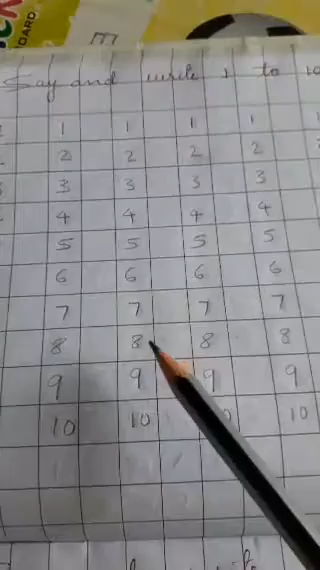 Say and write 1 to 10
1 1 1 1
2 2 2 2
3 3 3 3
4 4 4 4
5 5 5 5
6 6 6 6
7 7 7 7
8 8 8 8
9 9 9 9
10 10 10